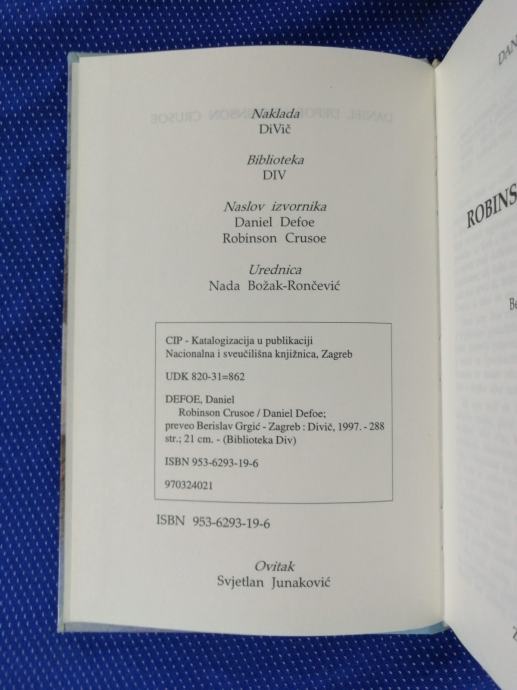 Naklada
DiVič
Biblioteka
DIV
Naslov izvornika
Daniel Defoe
Robinson Crusoe
Urednica
Nada Božak-Rončević
CIP - Katalogizacija u publikaciji
Nacionalna i sveučilišna knjižnica, Zagreb
UDK 820-31=862
DEFOE, Daniel
Robinson Crusoe / Daniel Defoe;
preveo Berislav Grgić - Zagreb : Divič, 1997. - 288
str.; 21 cm. - (Biblioteka Div)
ISBN 953-6293-19-6
970324021
ISBN 953-6293-19-6
Ovitak
Svjetlan Junaković
DAN
ROBINS
Be